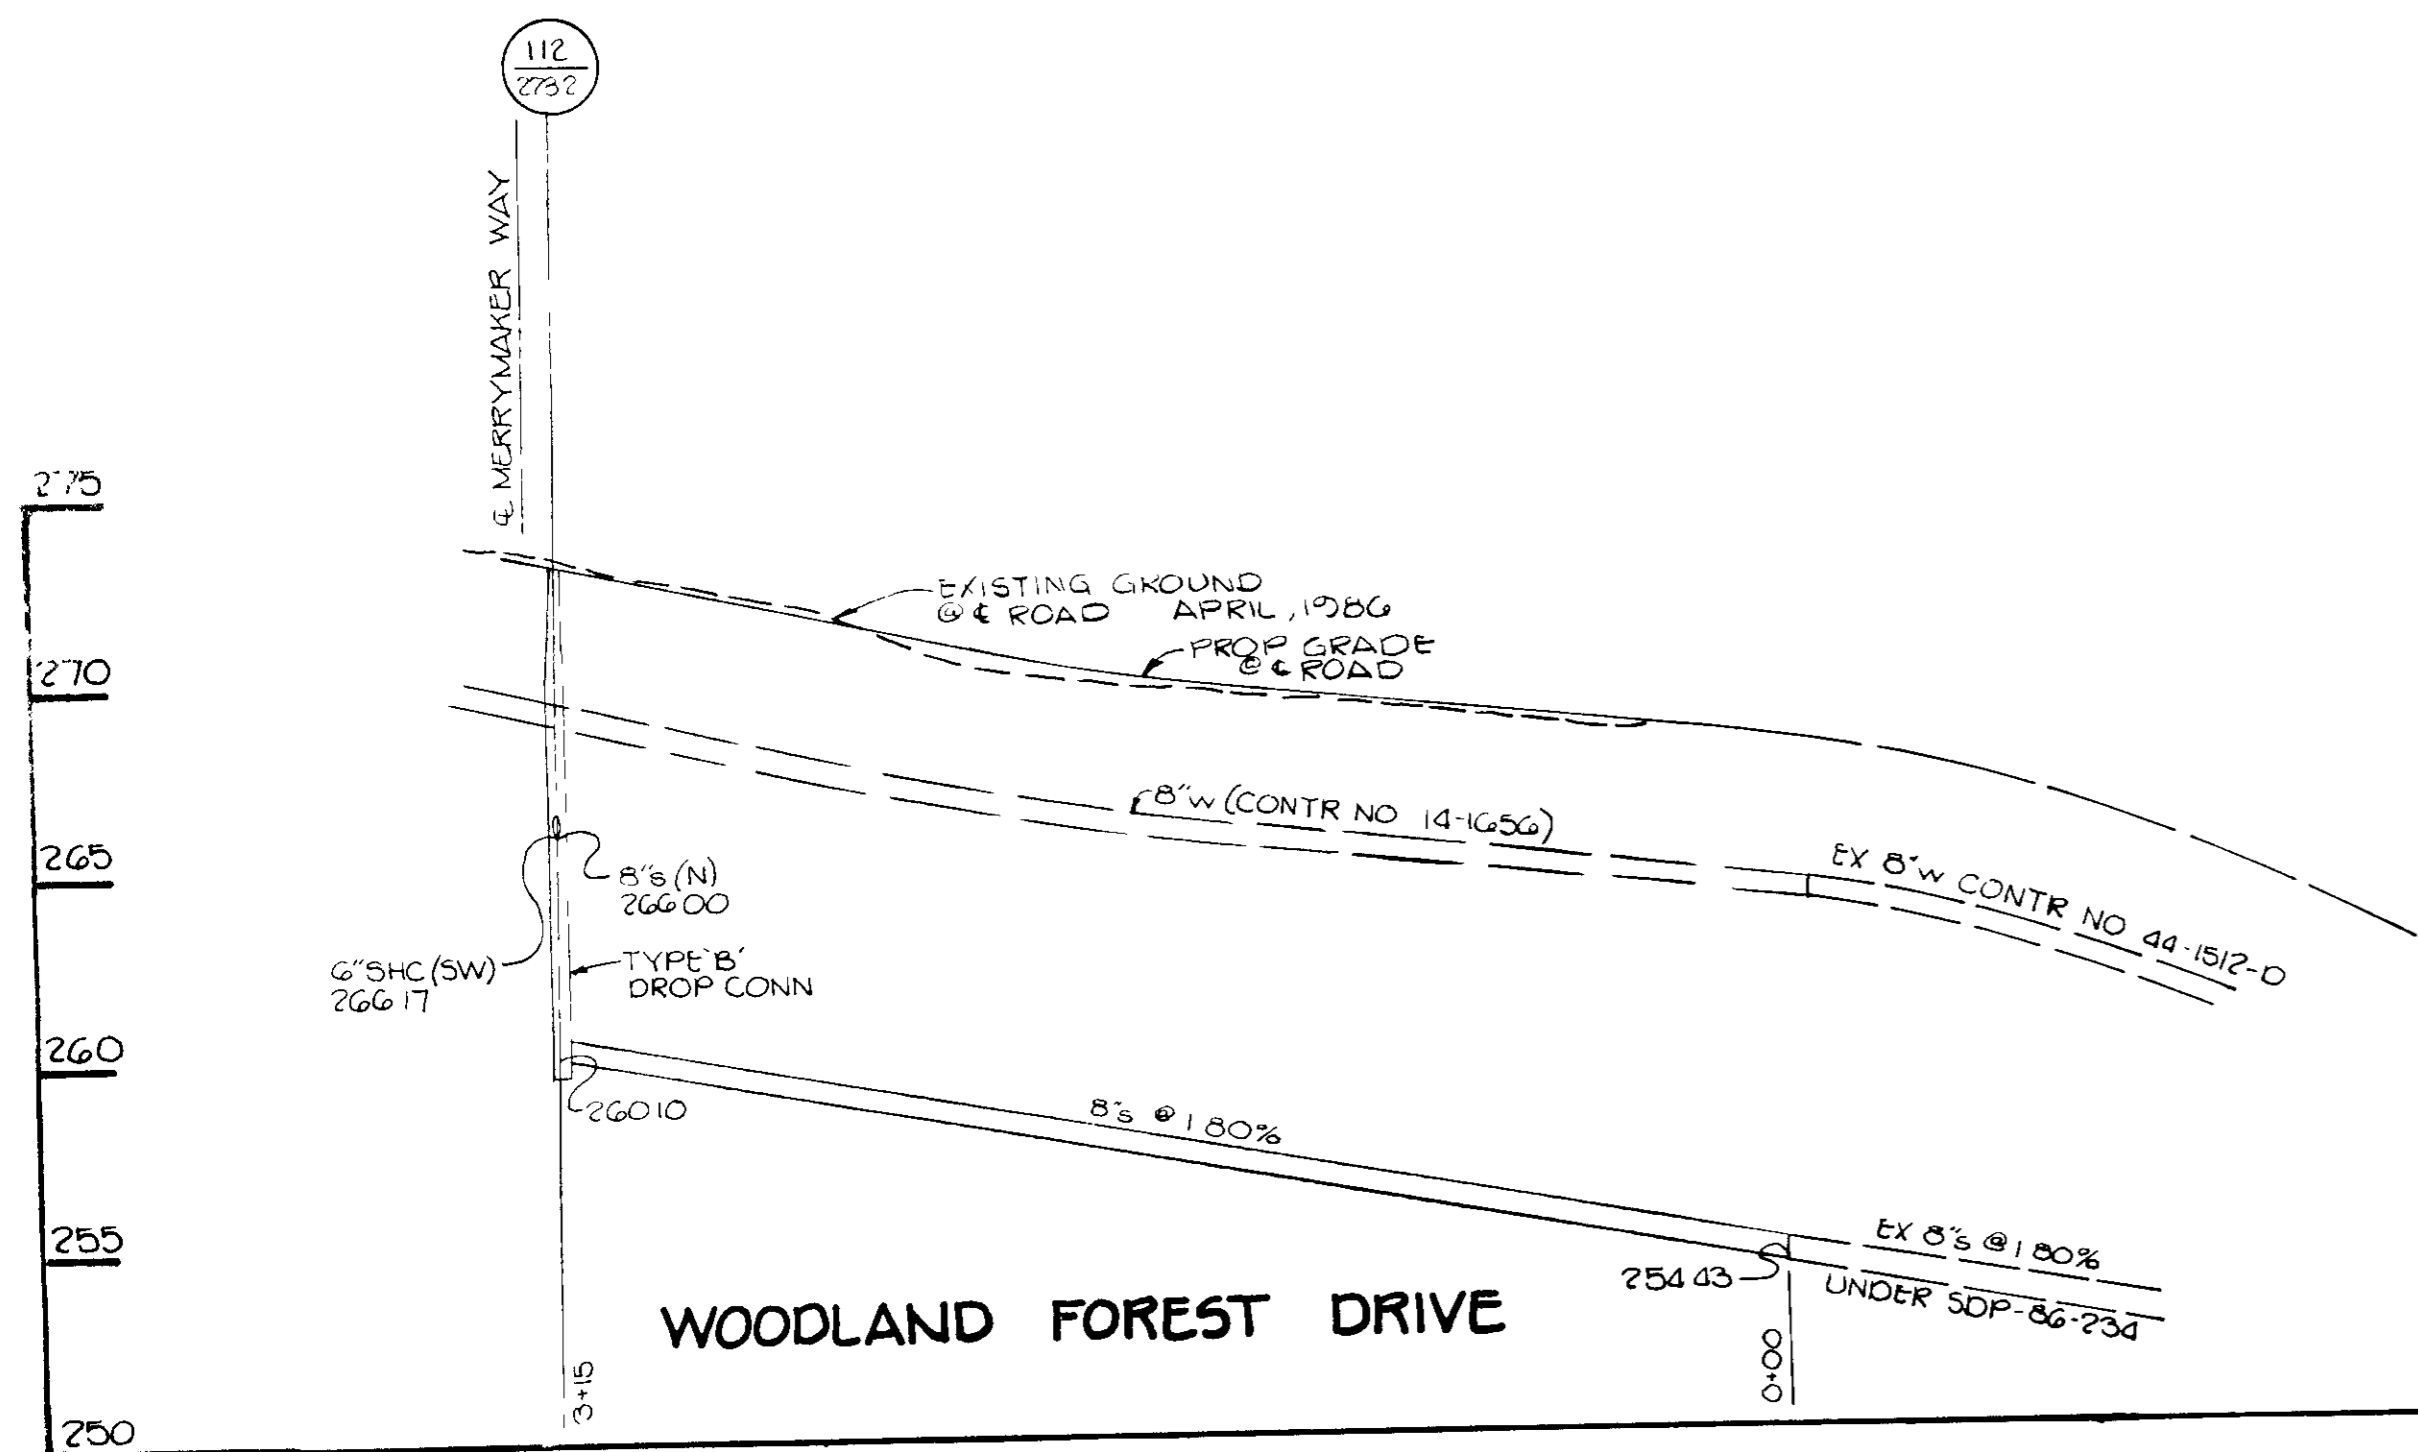 112
2732
℄ MERRYMAKER WAY
275
270
265
260
255
250
EXISTING GROUND
@ ℄ ROAD APRIL, 1986
PROP GRADE
@ ℄ ROAD
8"W (CONTR NO 14-1656)
EX 8"W CONTR NO 44-1512-D
8"S (N)
266 00
6"SHC (SW)
266 17
TYPE 'B'
DROP CONN
260 10
8"S @ 1 80%
254 43
EX 8"S @ 1 80%
UNDER SDP-86-234
WOODLAND FOREST DRIVE
3+15
0+00